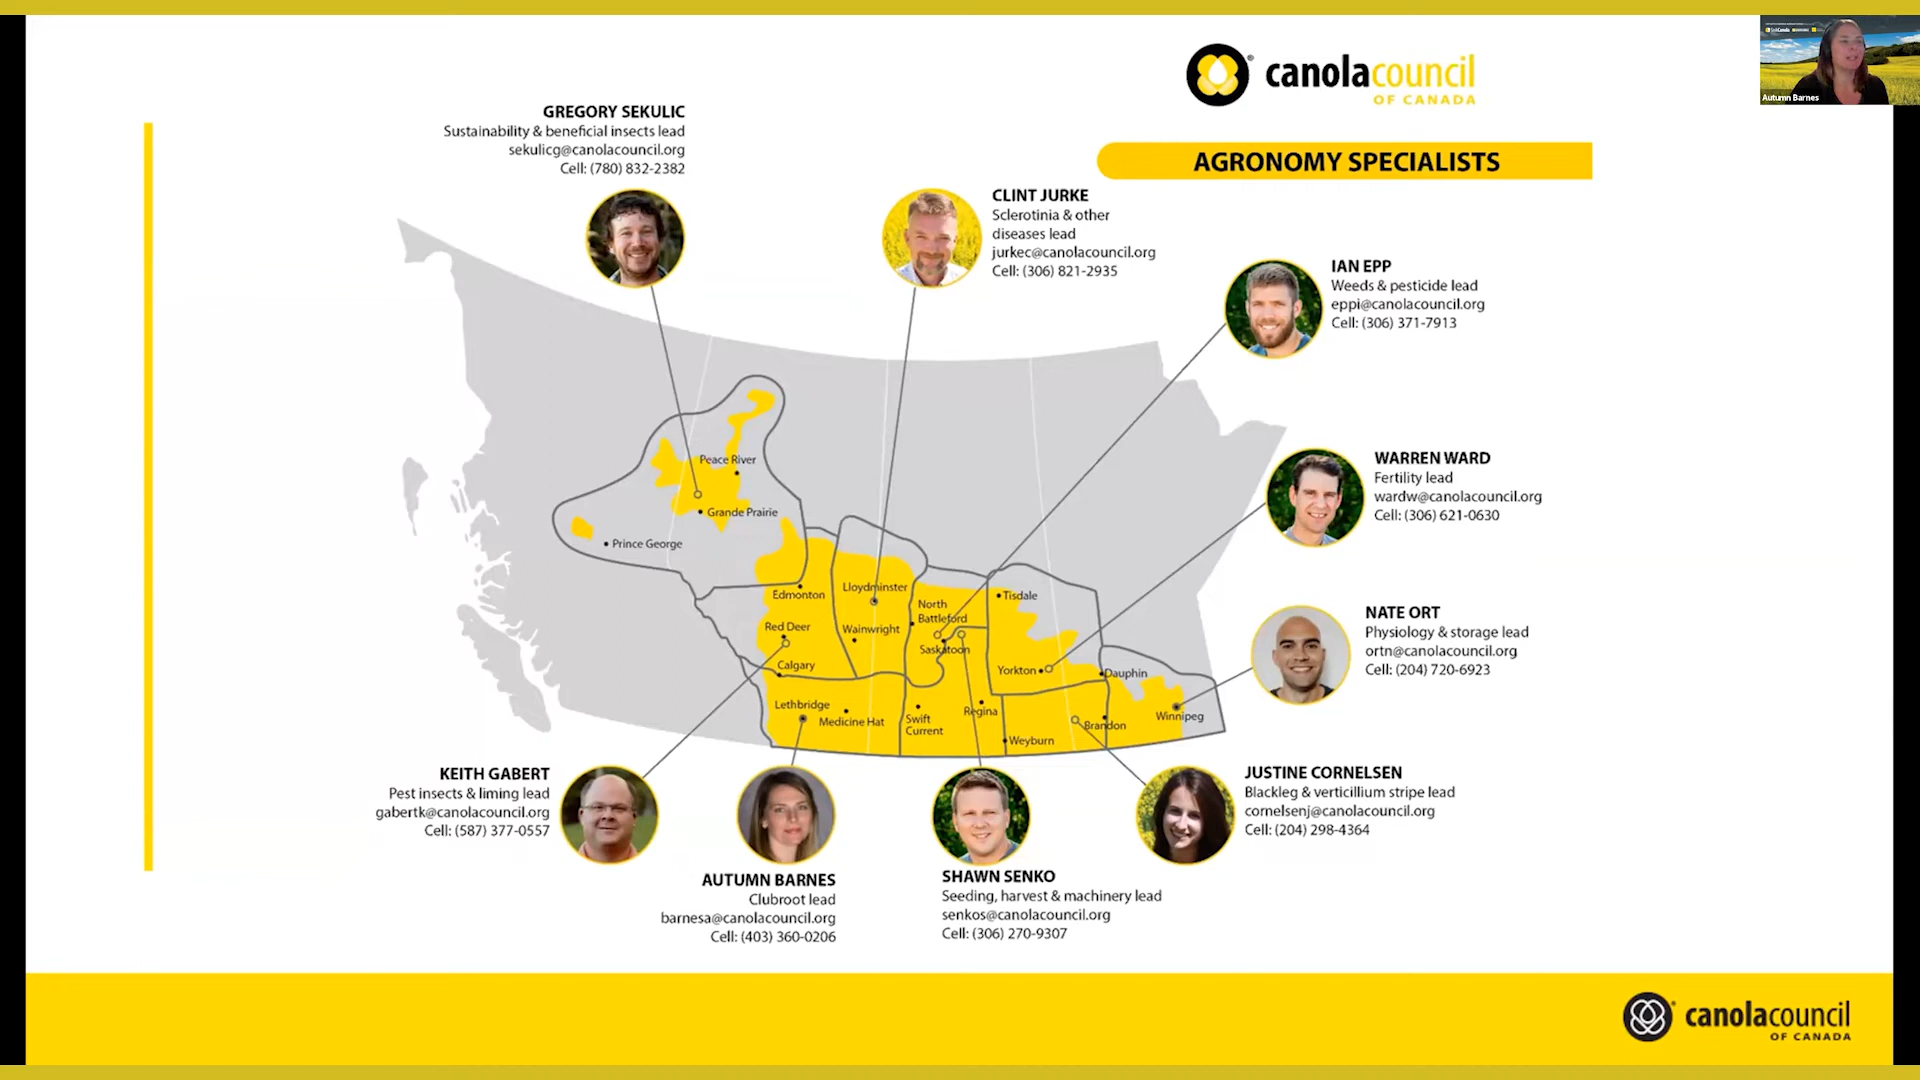 canolacouncil
OF CANADA
Autumn Barnes
AGRONOMY SPECIALISTS
GREGORY SEKULIC
Sustainability & beneficial insects lead
sekulicg@canolacouncil.org
Cell: (780) 832-2382
CLINT JURKE
Sclerotinia & other
diseases lead
jurkec@canolacouncil.org
Cell: (306) 821-2935
IAN EPP
Weeds & pesticide lead
eppi@canolacouncil.org
Cell: (306) 371-7913
WARREN WARD
Fertility lead
wardw@canolacouncil.org
Cell: (306) 621-0630
NATE ORT
Physiology & storage lead
ortn@canolacouncil.org
Cell: (204) 720-6923
Peace River
Grande Prairie
Prince George
Edmonton
Lloydminster
North
Battleford
Tisdale
Red Deer
Wainwright
Saskatoon
Calgary
Yorkton
Dauphin
Lethbridge
Medicine Hat
Swift
Current
Regina
Weyburn
Brandon
Winnipeg
KEITH GABERT
Pest insects & liming lead
gabertk@canolacouncil.org
Cell: (587) 377-0557
AUTUMN BARNES
Clubroot lead
barnesa@canolacouncil.org
Cell: (403) 360-0206
SHAWN SENKO
Seeding, harvest & machinery lead
senkos@canolacouncil.org
Cell: (306) 270-9307
JUSTINE CORNELSEN
Blackleg & verticillium stripe lead
cornelsenj@canolacouncil.org
Cell: (204) 298-4364
canolacouncil
OF CANADA